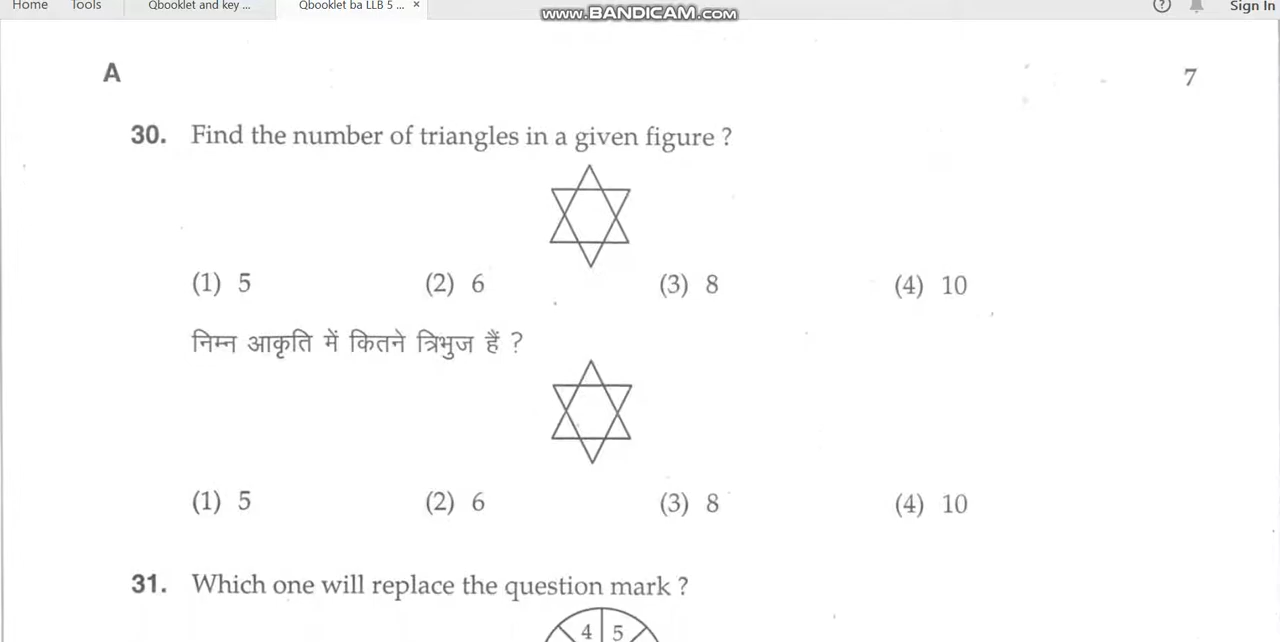 Home Tools Qbooklet and key ... Qbooklet ba LLB 5 ... × www.BANDICAM.com ? Sign In
A 7
30. Find the number of triangles in a given figure ?
(1) 5 (2) 6 (3) 8 (4) 10
निम्न आकृति में कितने त्रिभुज हैं ?
(1) 5 (2) 6 (3) 8 (4) 10
31. Which one will replace the question mark ?
4 5